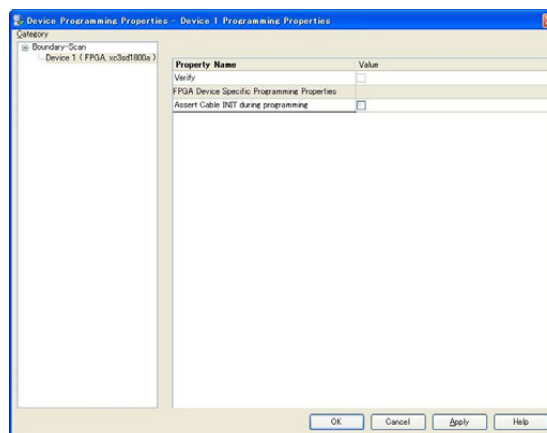 Device Programming Properties - Device 1 Programming Properties
Category
Boundary-Scan
Device 1 ( FPGA, xc3sd1800a )
Property Name Value
Verify
FPGA Device Specific Programming Properties
Assert Cable INIT during programming
OK Cancel Apply Help